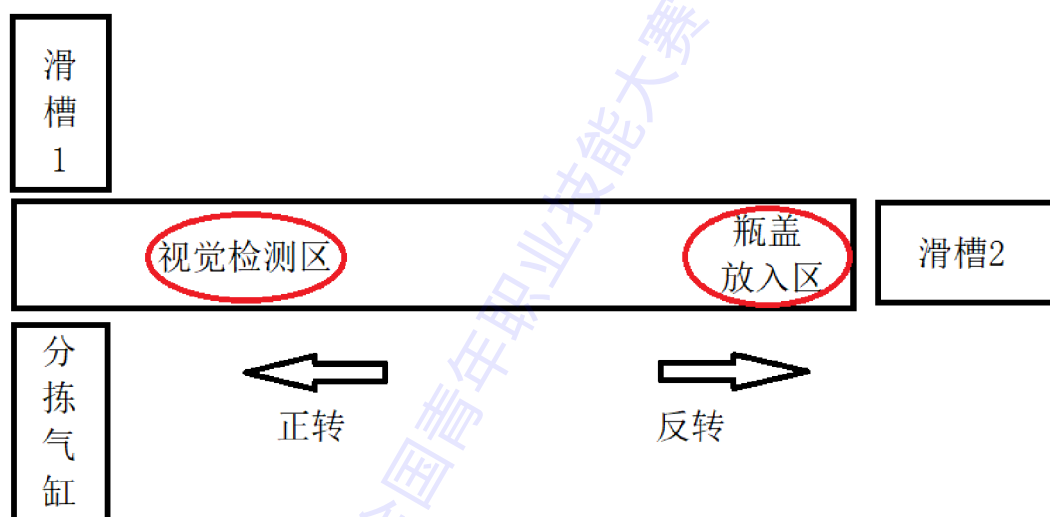 滑
槽
1
视觉检测区
瓶盖
放入区
滑槽2
分
拣
气
缸
正转
反转
全国青年职业技能大赛